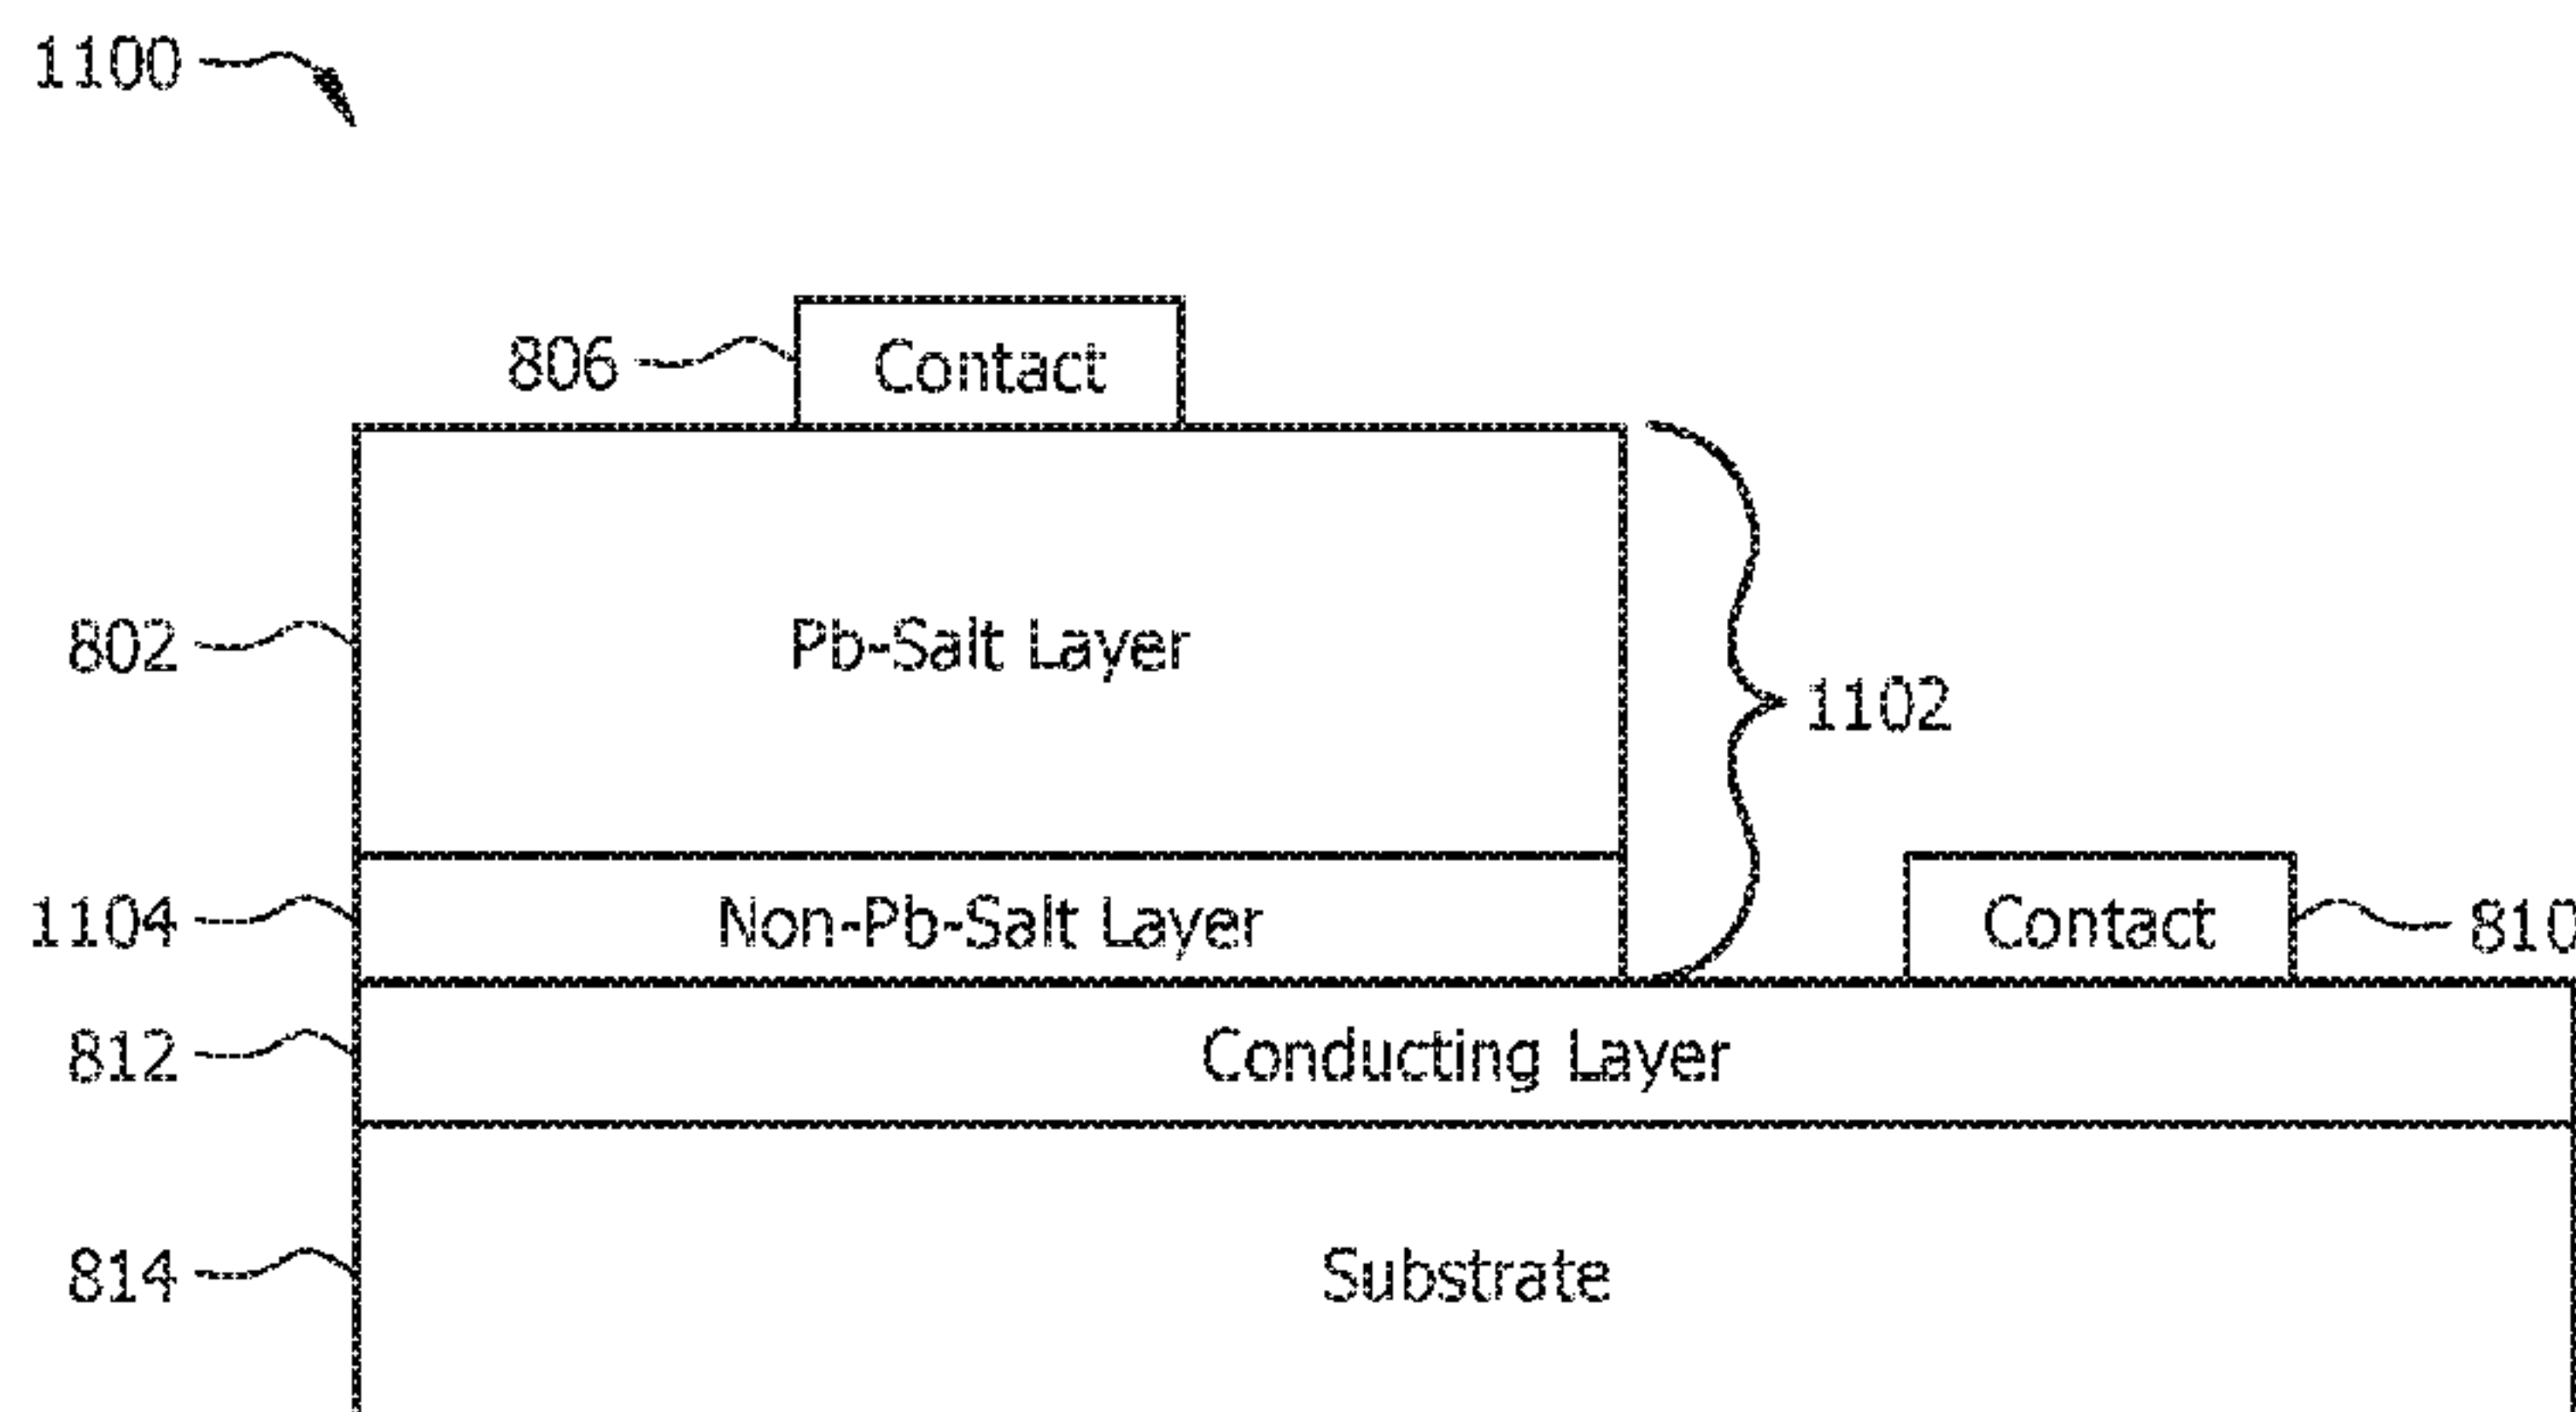 1100
806 Contact
802 Pb-Salt Layer
1102
1104 Non-Pb-Salt Layer Contact 810
812 Conducting Layer
814 Substrate